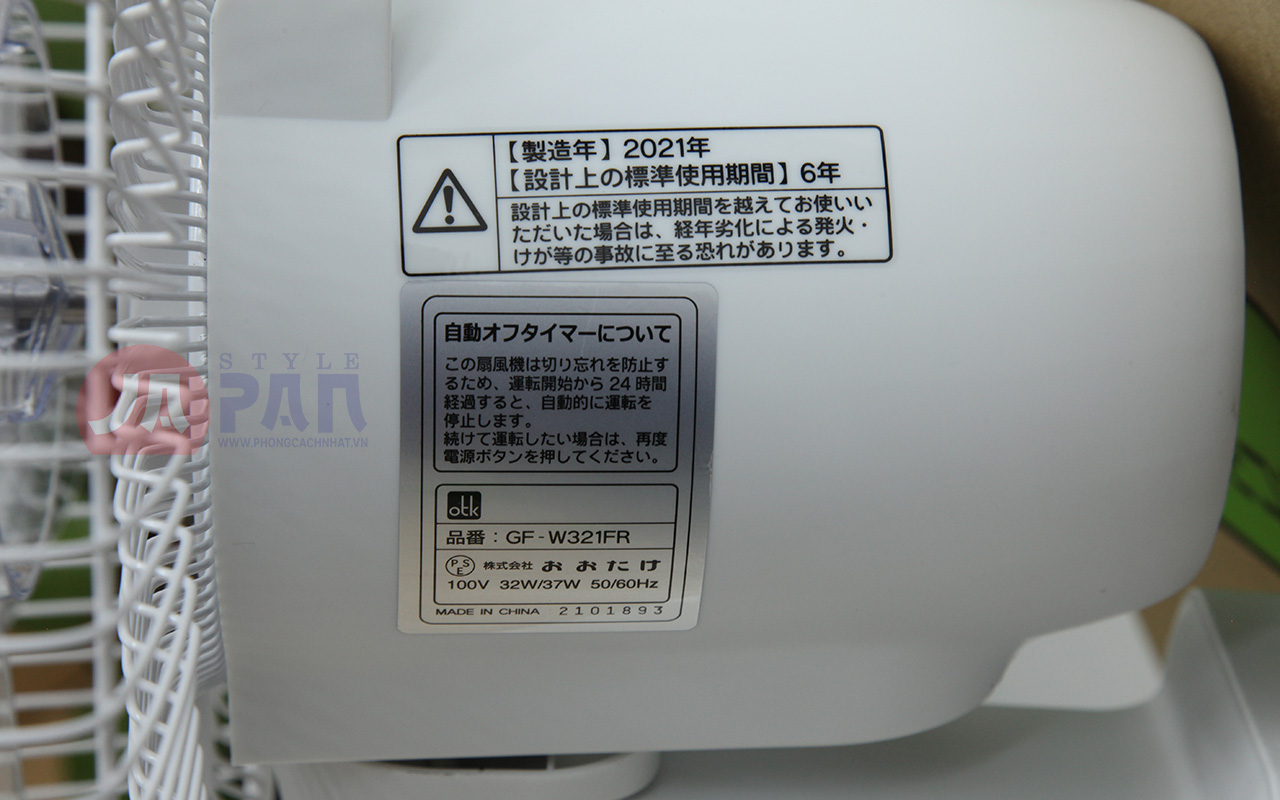 【製造年】2021年
【設計上の標準使用期間】6年
設計上の標準使用期間を越えてお使いい
ただいた場合は、経年劣化による発火・
けが等の事故に至る恐れがあります。
自動オフタイマーについて
この扇風機は切り忘れを防止す
るため、運転開始から24時間
経過すると、自動的に運転を
停止します。
続けて運転したい場合は、再度
電源ボタンを押してください。
otk
品番：GF-W321FR
PSE 株式会社 おおたけ
100V 32W/37W 50/60Hz
MADE IN CHINA 2101893
STYLE
JAPAN
WWW.PHONGCACHNHAT.VN